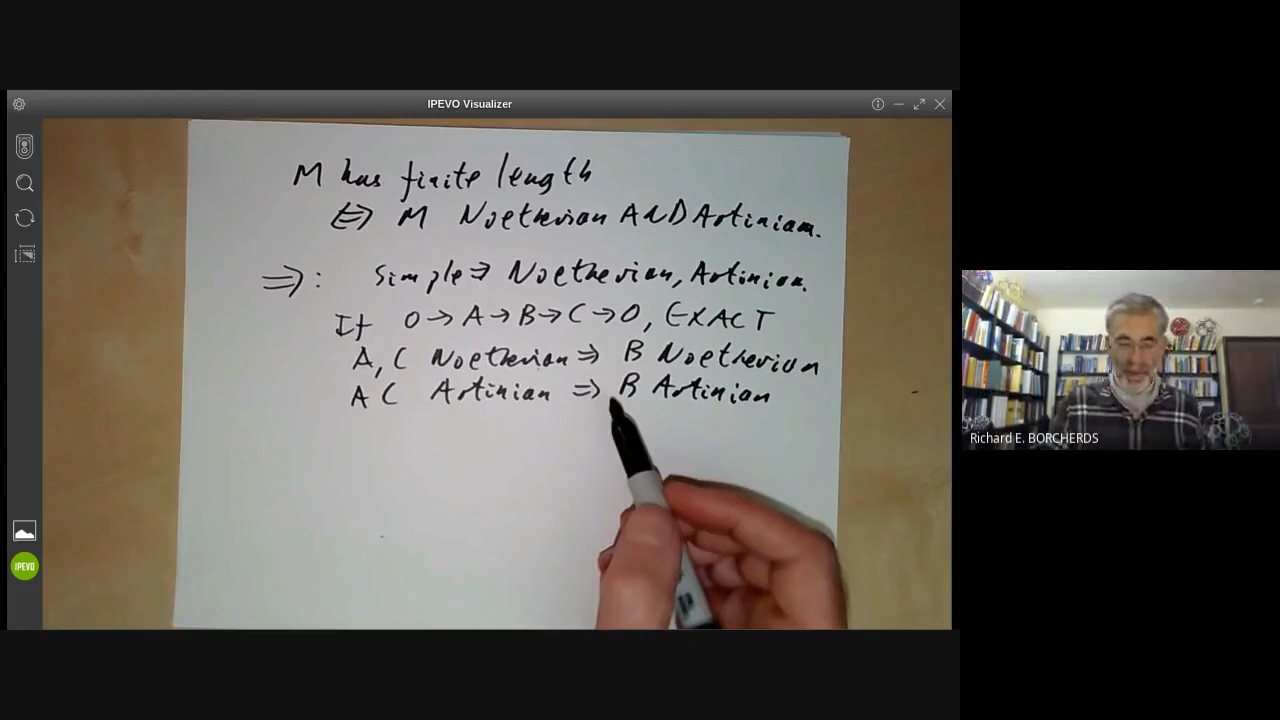 IPEVO Visualizer
M has finite length
⇔ M Noetherian AND Artinian.
⇒: Simple ⇒ Noetherian, Artinian.
If 0 → A → B → C → 0, EXACT
A, C Noetherian ⇒ B Noetherian
A C Artinian ⇒ B Artinian
IPEVO
Richard E. BORCHERDS